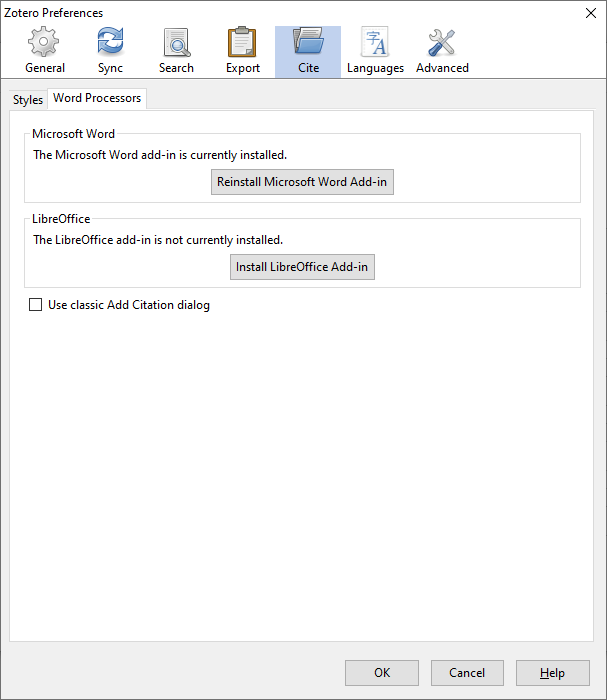 Zotero Preferences
General Sync Search Export Cite Languages Advanced
Styles Word Processors
Microsoft Word
The Microsoft Word add-in is currently installed.
Reinstall Microsoft Word Add-in
LibreOffice
The LibreOffice add-in is not currently installed.
Install LibreOffice Add-in
Use classic Add Citation dialog
OK Cancel Help